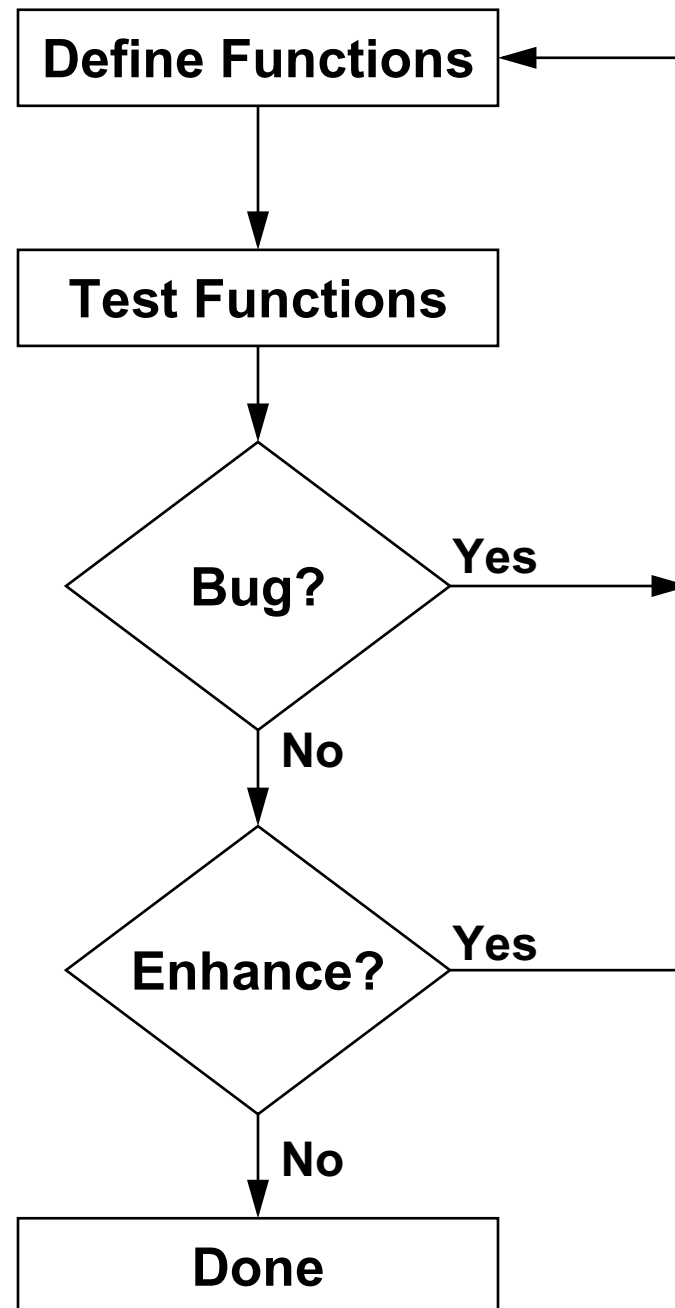 Define Functions
Test Functions
Bug?
Yes
No
Enhance?
Yes
No
Done